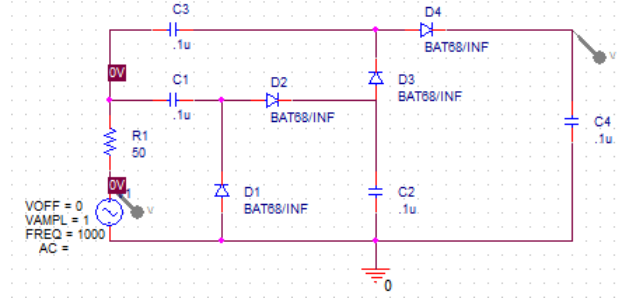 C3
.1u
D4
BAT68/INF
V
0V
C1
.1u
D2
BAT68/INF
D3
BAT68/INF
R1
50
C4
.1u
0V
1
V
VOFF = 0
VAMPL = 1
FREQ = 1000
AC =
D1
BAT68/INF
C2
.1u
0